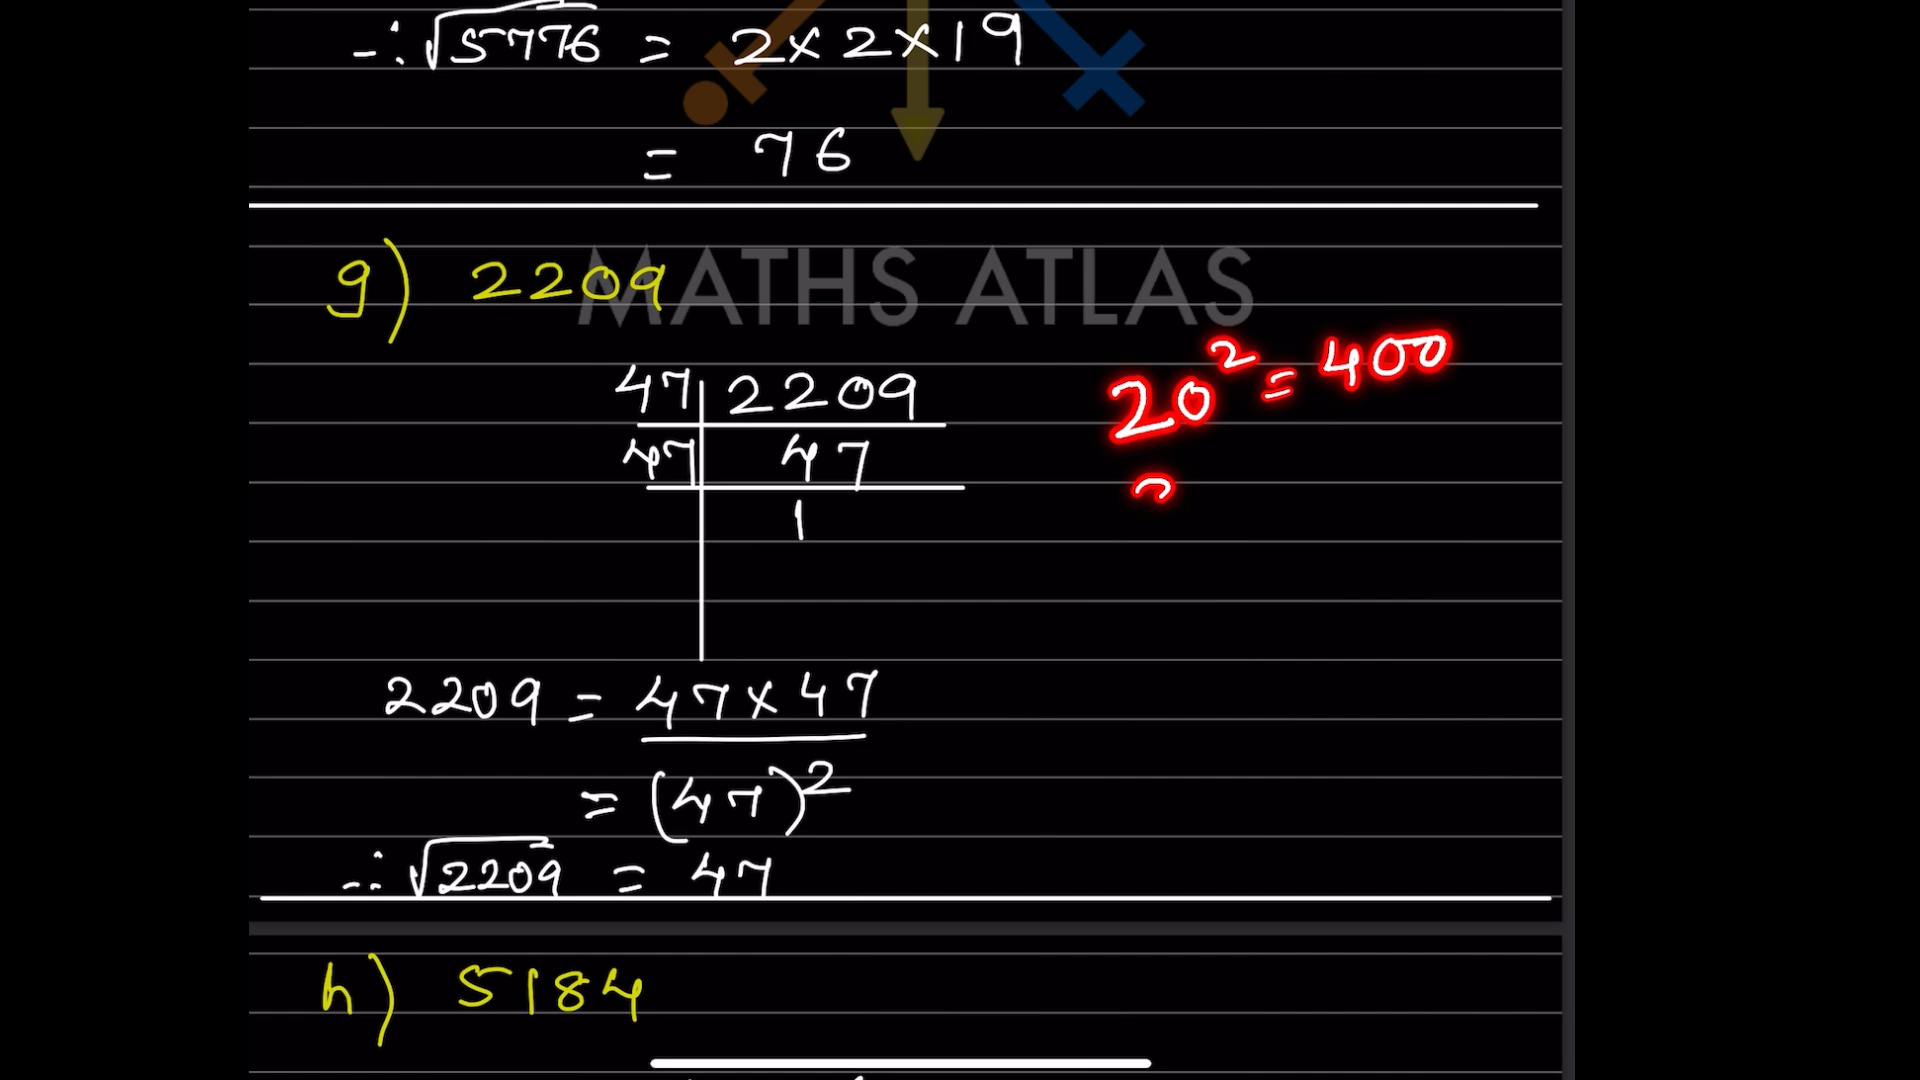 ∴ √5776 = 2×2×19
= 76
g) 2209
MATHS ATLAS
20² = 400
47 | 2209
47 | 47
1
2209 = 47×47
= (47)²
∴ √2209 = 47
h) 5184